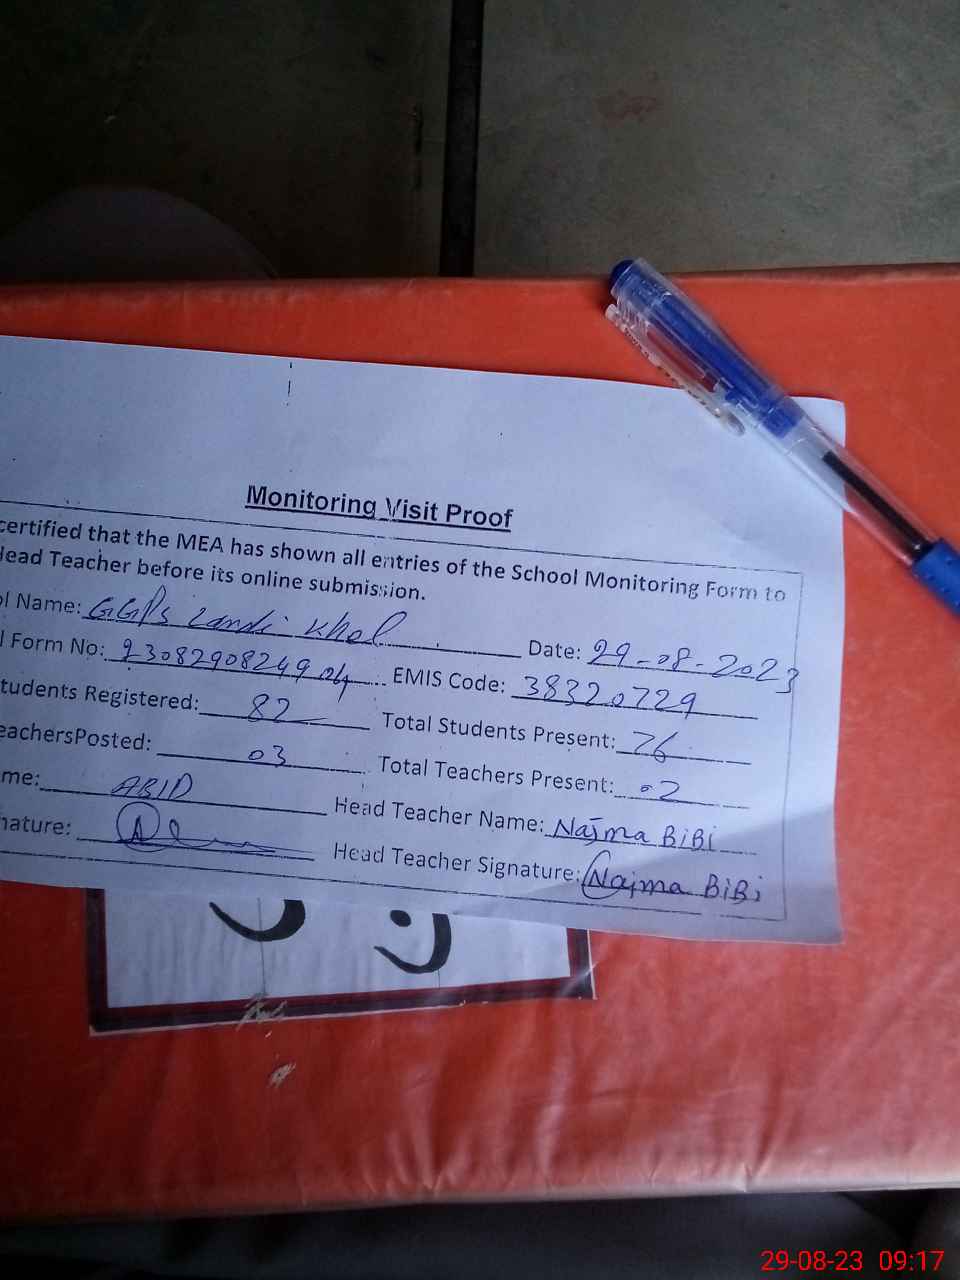 Monitoring Visit Proof
certified that the MEA has shown all entries of the School Monitoring Form to
Head Teacher before its online submission.
ol Name: GGPS Landi Khel Date: 29-08-2023
l Form No: 23082908249 04 EMIS Code: 38320729
tudents Registered: 82 Total Students Present: 76
eachersPosted: 03 Total Teachers Present: 02
me: ABID Head Teacher Name: Najma BiBi
nature: Head Teacher Signature: Najma BiBi
29-08-23 09:17